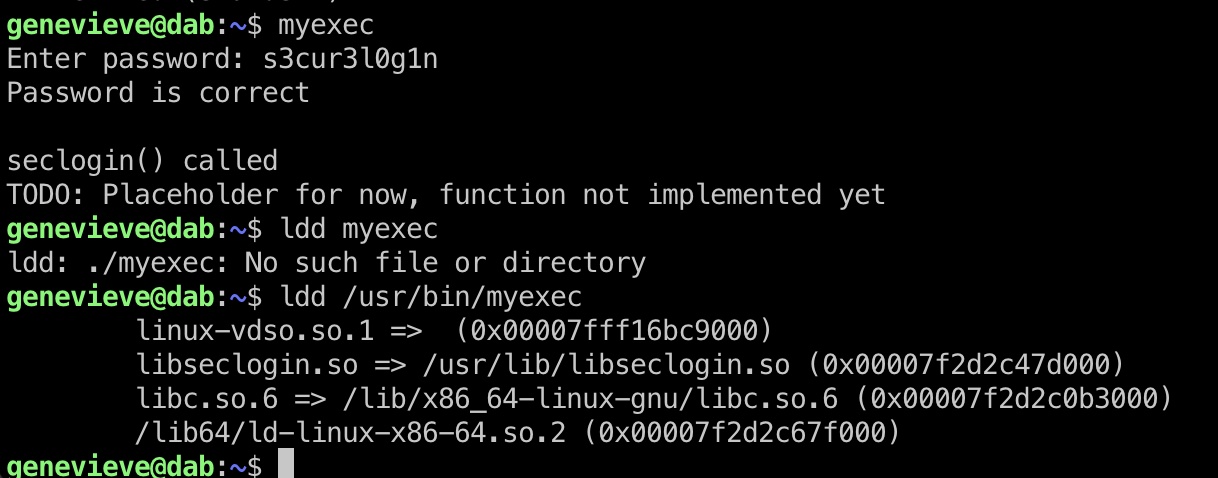 genevieve@dab:~$ myexec
Enter password: s3cur3l0g1n
Password is correct

seclogin() called
TODO: Placeholder for now, function not implemented yet
genevieve@dab:~$ ldd myexec
ldd: ./myexec: No such file or directory
genevieve@dab:~$ ldd /usr/bin/myexec
        linux-vdso.so.1 =>  (0x00007fff16bc9000)
        libseclogin.so => /usr/lib/libseclogin.so (0x00007f2d2c47d000)
        libc.so.6 => /lib/x86_64-linux-gnu/libc.so.6 (0x00007f2d2c0b3000)
        /lib64/ld-linux-x86-64.so.2 (0x00007f2d2c67f000)
genevieve@dab:~$